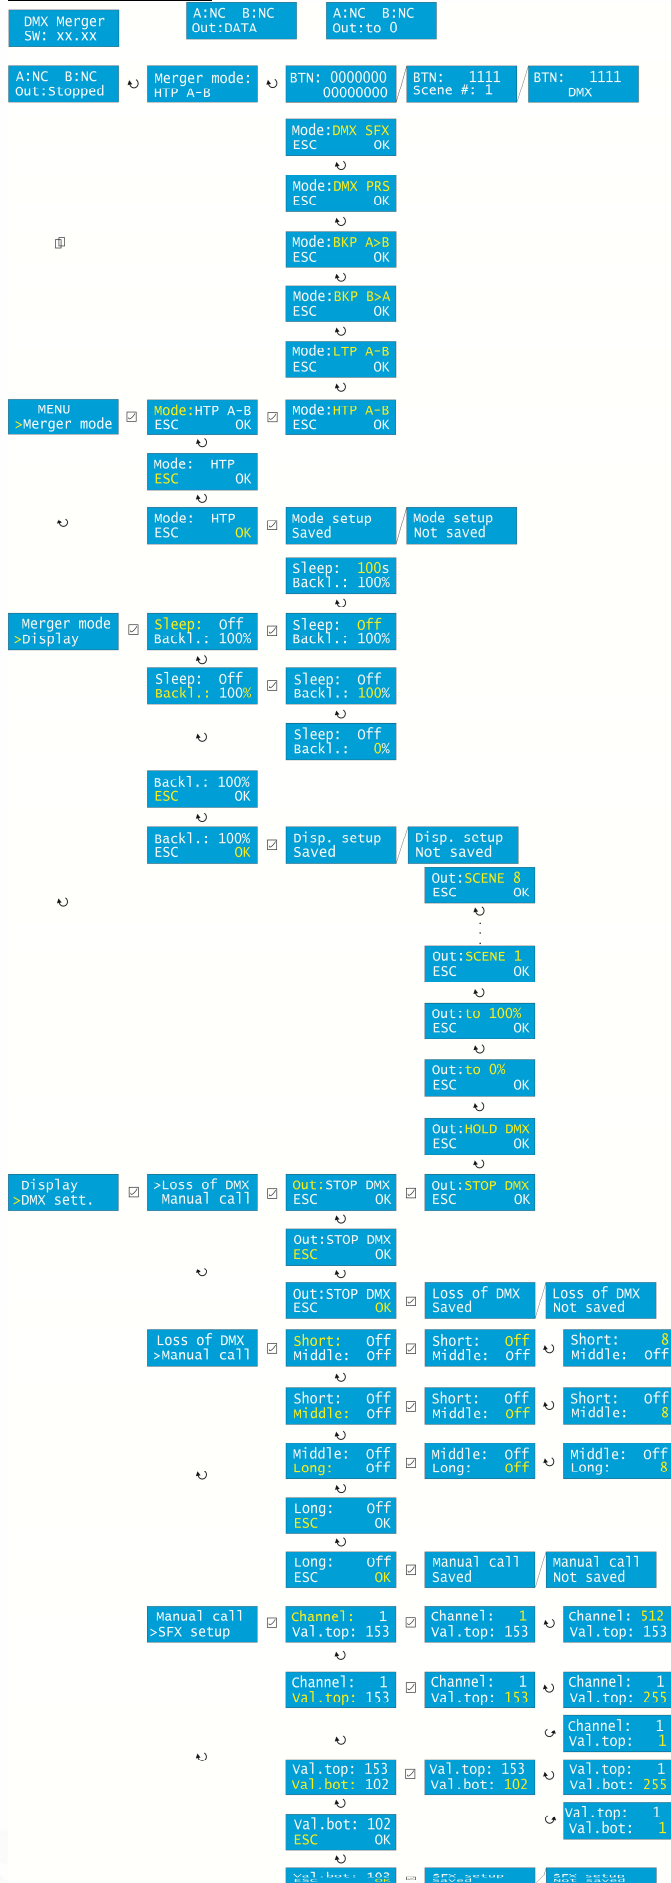 DMX Merger
SW: xx.xx
A:NC B:NC
Out:DATA
A:NC B:NC
Out:to 0
A:NC B:NC
Out:Stopped
Merger mode:
HTP A-B
BTN: 0000000
00000000
BTN: 1111
Scene #: 1
BTN: 1111
DMX
Mode:DMX SFX
ESC OK
Mode:DMX PRS
ESC OK
Mode:BKP A>B
ESC OK
Mode:BKP B>A
ESC OK
Mode:LTP A-B
ESC OK
MENU
>Merger mode
Mode:HTP A-B
ESC OK
Mode:HTP A-B
ESC OK
Mode: HTP
ESC OK
Mode: HTP
ESC OK
Mode setup
Saved
Mode setup
Not saved
Sleep: 100s
Backl.: 100%
Merger mode
>Display
Sleep: Off
Backl.: 100%
Sleep: Off
Backl.: 100%
Sleep: Off
Backl.: 100%
Sleep: Off
Backl.: 100%
Sleep: Off
Backl.: 0%
Backl.: 100%
ESC OK
Backl.: 100%
ESC OK
Disp. setup
Saved
Disp. setup
Not saved
Out:SCENE 8
ESC OK
Out:SCENE 1
ESC OK
Out:to 100%
ESC OK
Out:to 0%
ESC OK
Out:HOLD DMX
ESC OK
Display
>DMX sett.
>Loss of DMX
Manual call
Out:STOP DMX
ESC OK
Out:STOP DMX
ESC OK
Out:STOP DMX
ESC OK
Out:STOP DMX
ESC OK
Loss of DMX
Saved
Loss of DMX
Not saved
Loss of DMX
>Manual call
Short: Off
Middle: Off
Short: Off
Middle: Off
Short: 8
Middle: Off
Short: Off
Middle: Off
Short: Off
Middle: Off
Short: Off
Middle: 8
Middle: Off
Long: Off
Middle: Off
Long: Off
Middle: Off
Long: 8
Long: Off
ESC OK
Long: Off
ESC OK
Manual call
Saved
Manual call
Not saved
Manual call
>SFX setup
Channel: 1
Val.top: 153
Channel: 1
Val.top: 153
Channel: 512
Val.top: 153
Channel: 1
Val.top: 153
Channel: 1
Val.top: 153
Channel: 1
Val.top: 255
Channel: 1
Val.top: 1
Val.top: 153
Val.bot: 102
Val.top: 153
Val.bot: 102
Val.top: 1
Val.bot: 255
Val.top: 1
Val.bot: 1
Val.bot: 102
ESC OK
Val.bot: 102
ESC OK
SFX setup
Saved
SFX setup
Not saved